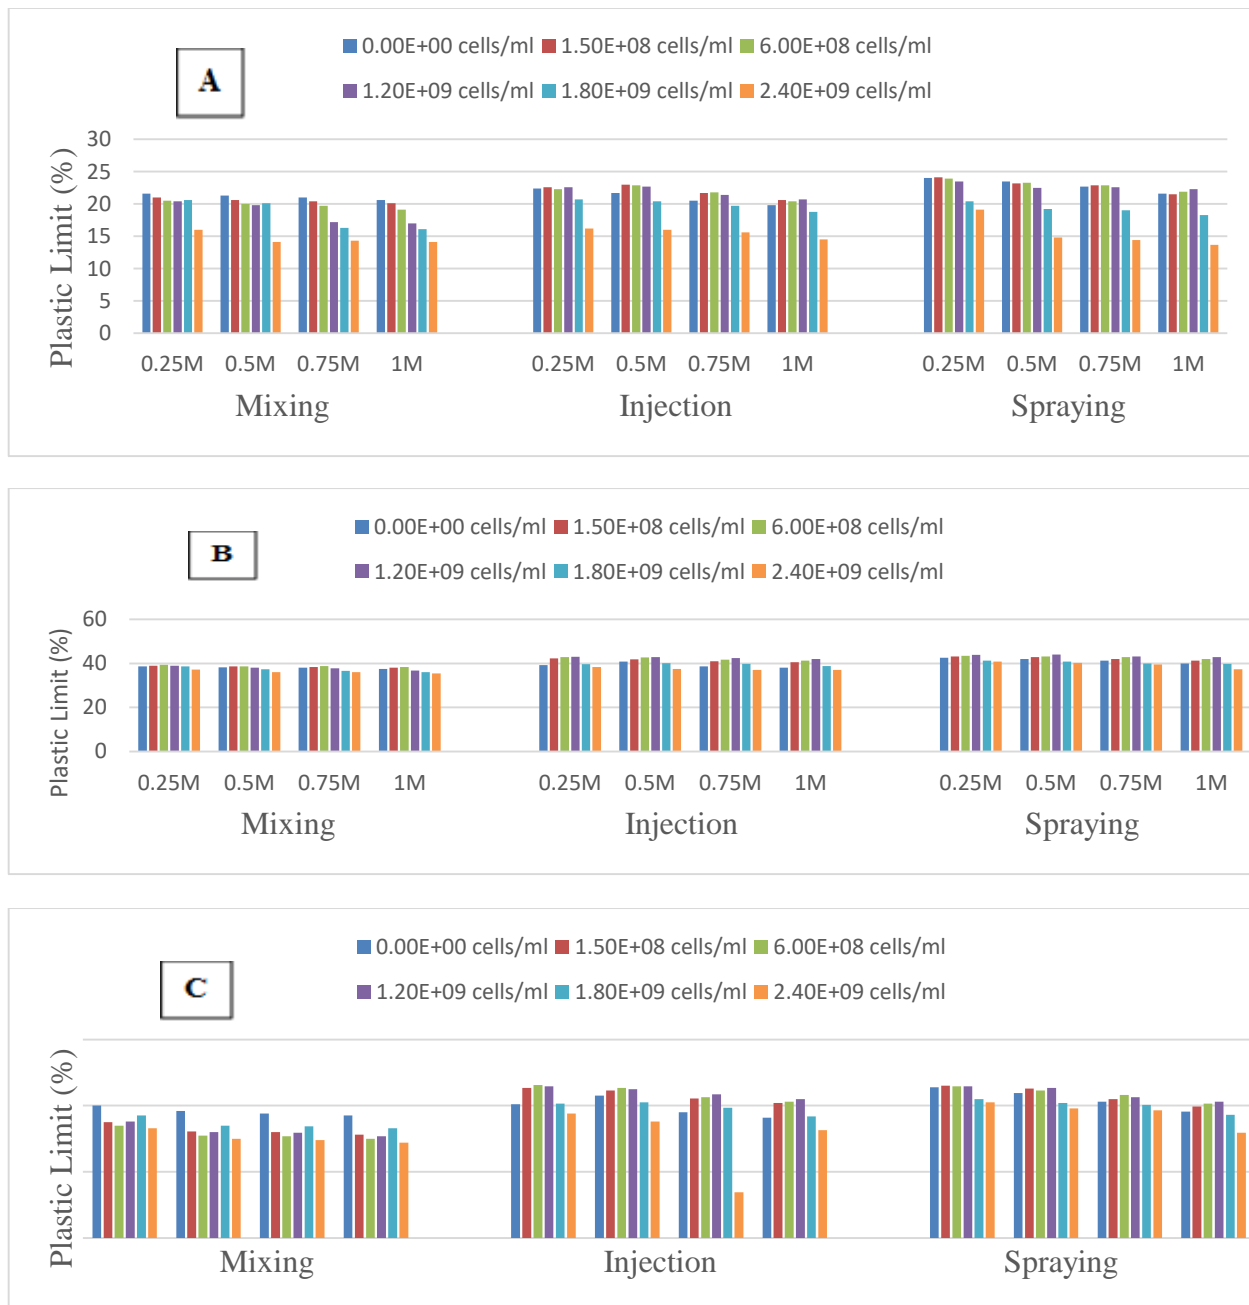 A
0.00E+00 cells/ml 1.50E+08 cells/ml 6.00E+08 cells/ml
1.20E+09 cells/ml 1.80E+09 cells/ml 2.40E+09 cells/ml
Plastic Limit (%)
30
25
20
15
10
5
0
0.25M 0.5M 0.75M 1M 0.25M 0.5M 0.75M 1M 0.25M 0.5M 0.75M 1M
Mixing Injection Spraying
B
0.00E+00 cells/ml 1.50E+08 cells/ml 6.00E+08 cells/ml
1.20E+09 cells/ml 1.80E+09 cells/ml 2.40E+09 cells/ml
Plastic Limit (%)
60
40
20
0
0.25M 0.5M 0.75M 1M 0.25M 0.5M 0.75M 1M 0.25M 0.5M 0.75M 1M
Mixing Injection Spraying
C
0.00E+00 cells/ml 1.50E+08 cells/ml 6.00E+08 cells/ml
1.20E+09 cells/ml 1.80E+09 cells/ml 2.40E+09 cells/ml
Plastic Limit (%)
Mixing Injection Spraying